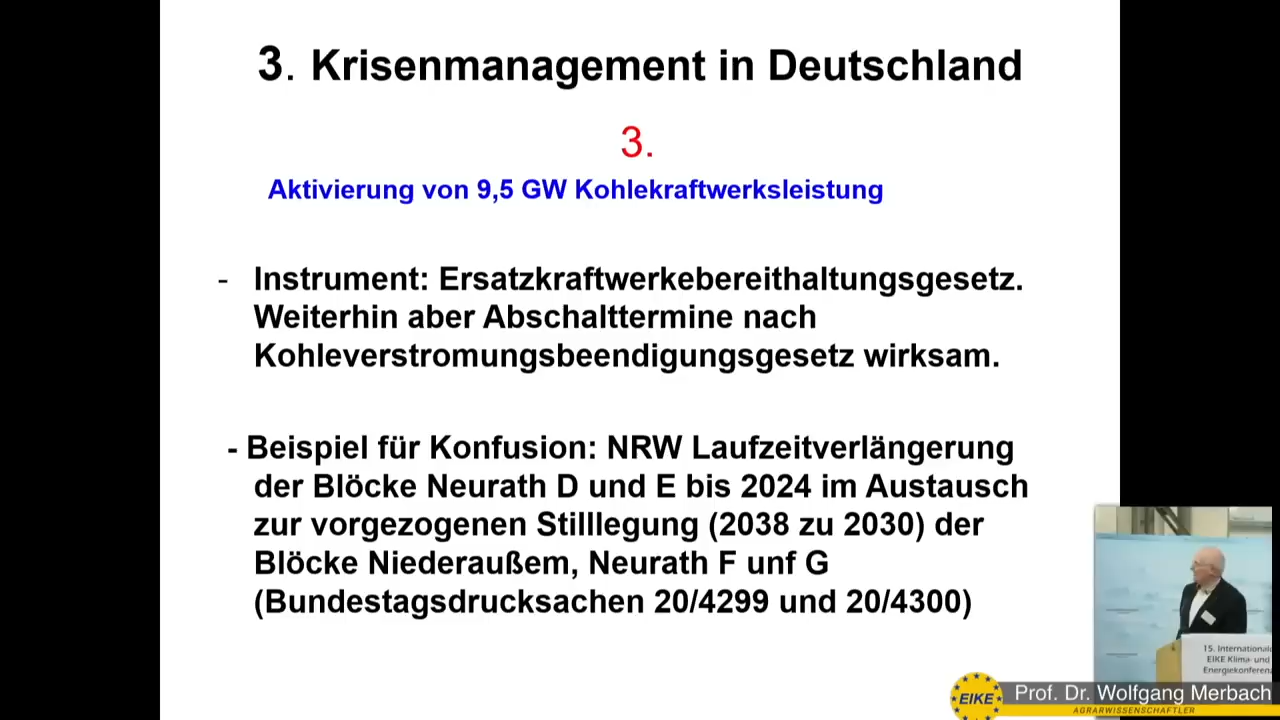 3. Krisenmanagement in Deutschland
3.
Aktivierung von 9,5 GW Kohlekraftwerksleistung
- Instrument: Ersatzkraftwerkebereithaltungsgesetz.
Weiterhin aber Abschalttermine nach
Kohleverstromungsbeendigungsgesetz wirksam.
- Beispiel für Konfusion: NRW Laufzeitverlängerung
der Blöcke Neurath D und E bis 2024 im Austausch
zur vorgezogenen Stilllegung (2038 zu 2030) der
Blöcke Niederaußem, Neurath F unf G
(Bundestagsdrucksachen 20/4299 und 20/4300)
15. Internationale
EIKE Klima- und
Energiekonferenz
EIKE
Prof. Dr. Wolfgang Merbach
AGRARWISSENSCHAFTLER